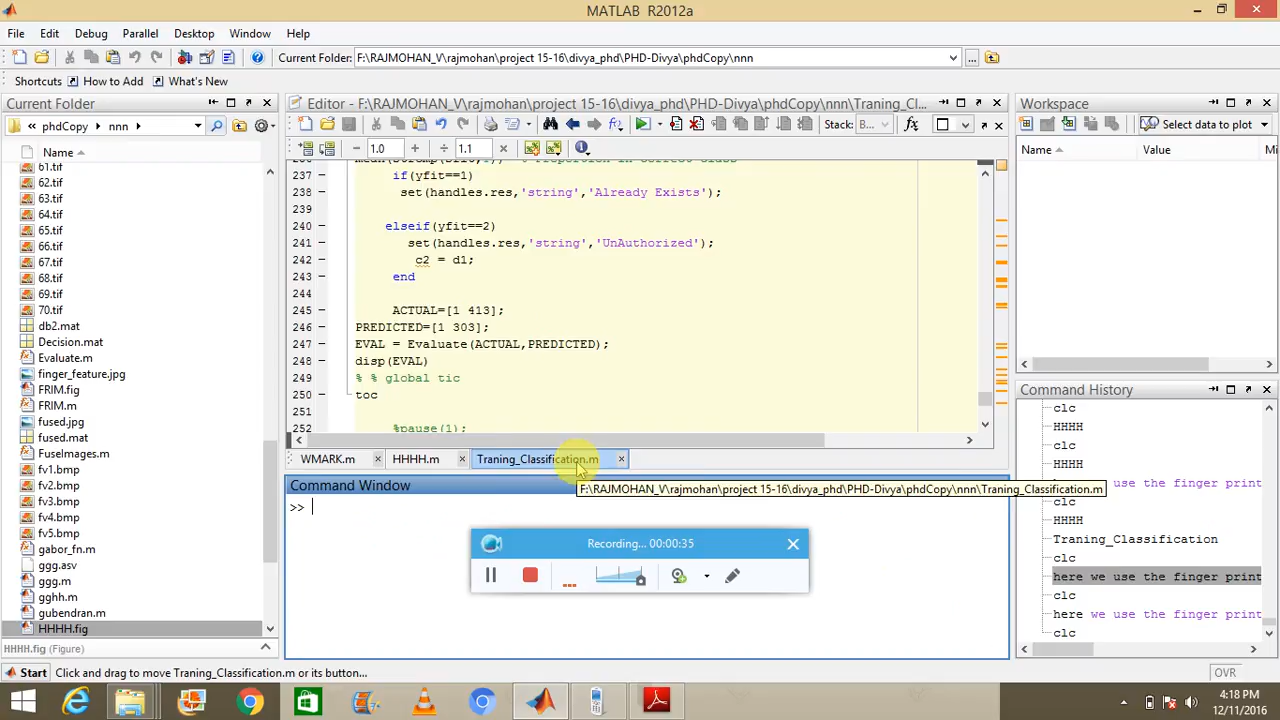 MATLAB R2012a
File Edit Debug Parallel Desktop Window Help
Current Folder: F:\RAJMOHAN_V\rajmohan\project 15-16\divya_phd\PHD-Divya\phdCopy\nnn
Shortcuts How to Add What's New
Current Folder
« phdCopy ▸ nnn ▸
Name
61.tif
62.tif
63.tif
64.tif
65.tif
66.tif
67.tif
68.tif
69.tif
70.tif
db2.mat
Decision.mat
Evaluate.m
finger_feature.jpg
FRIM.fig
FRIM.m
fused.jpg
fused.mat
FuseImages.m
fv1.bmp
fv2.bmp
fv3.bmp
fv4.bmp
fv5.bmp
gabor_fn.m
ggg.asv
ggg.m
gghh.m
gubendran.m
HHHH.fig
HHHH.fig (Figure)
Editor - F:\RAJMOHAN_V\rajmohan\project 15-16\divya_phd\PHD-Divya\phdCopy\nnn\Traning_Cl...
Stack: B...
1.0 1.1
237 if(yfit==1)
238 set(handles.res,'string','Already Exists');
239
240 elseif(yfit==2)
241 set(handles.res,'string','UnAuthorized');
242 c2 = d1;
243 end
244
245 ACTUAL=[1 413];
246 PREDICTED=[1 303];
247 EVAL = Evaluate(ACTUAL,PREDICTED);
248 disp(EVAL)
249 % % global tic
250 toc
251
252 %pause(1);
WMARK.m HHHH.m Traning_Classification.m
Command Window
F:\RAJMOHAN_V\rajmohan\project 15-16\divya_phd\PHD-Divya\phdCopy\nnn\Traning_Classification.m
>>
Recording... 00:00:35
Workspace
Select data to plot
Name Value Mi
Command History
clc
HHHH
clc
HHHH
use the finger print
clc
HHHH
Traning_Classification
clc
here we use the finger print
clc
here we use the finger print
clc
Start Click and drag to move Traning_Classification.m or its button... OVR
4:18 PM
12/11/2016